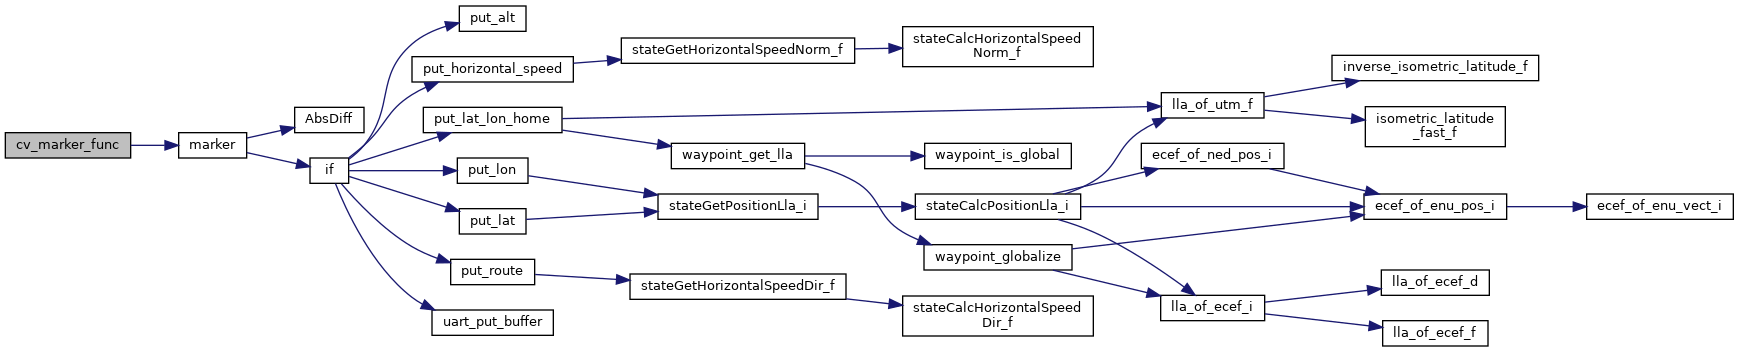 cv_marker_func
marker
AbsDiff
if
put_alt
put_horizontal_speed
put_lat_lon_home
put_lon
put_lat
put_route
uart_put_buffer
stateGetHorizontalSpeedNorm_f
waypoint_get_lla
stateGetPositionLla_i
stateGetHorizontalSpeedDir_f
stateCalcHorizontalSpeed
Norm_f
waypoint_is_global
stateCalcPositionLla_i
waypoint_globalize
stateCalcHorizontalSpeed
Dir_f
lla_of_utm_f
ecef_of_ned_pos_i
lla_of_ecef_i
inverse_isometric_latitude_f
isometric_latitude
_fast_f
ecef_of_enu_pos_i
lla_of_ecef_d
lla_of_ecef_f
ecef_of_enu_vect_i